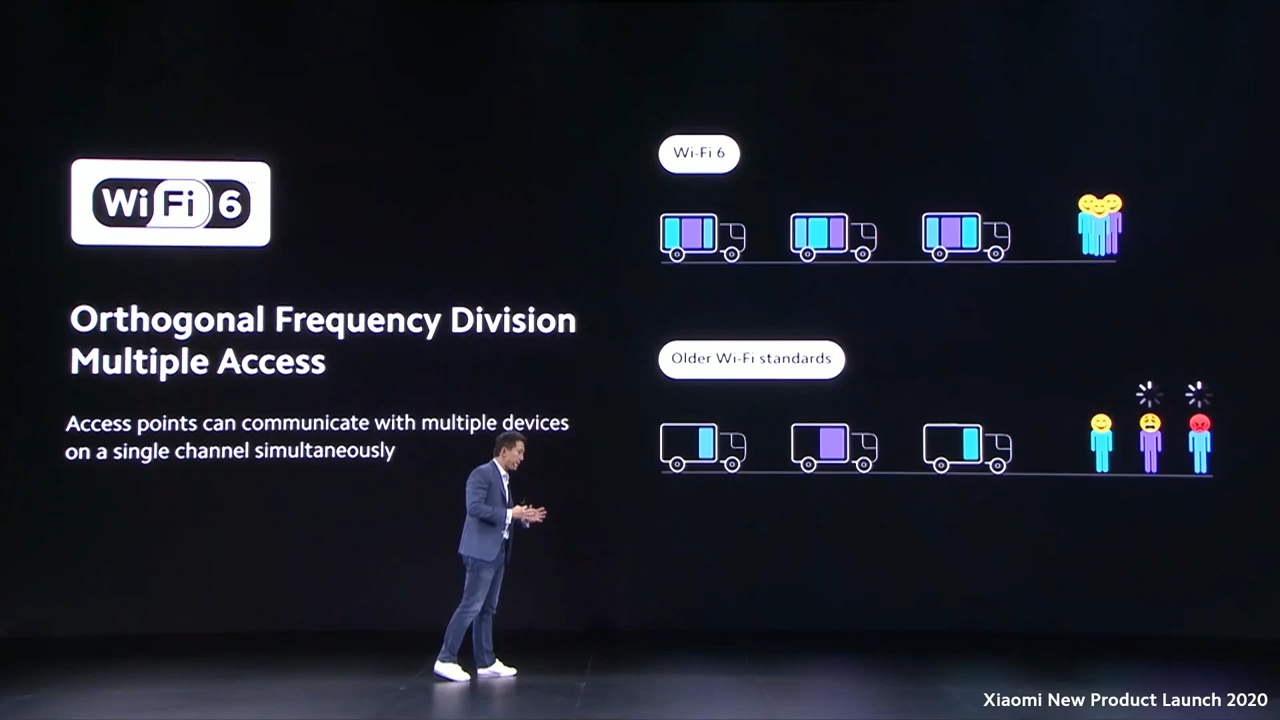 Wi Fi 6
Orthogonal Frequency Division
Multiple Access
Access points can communicate with multiple devices
on a single channel simultaneously
Wi-Fi 6
Older Wi-Fi standards
Xiaomi New Product Launch 2020